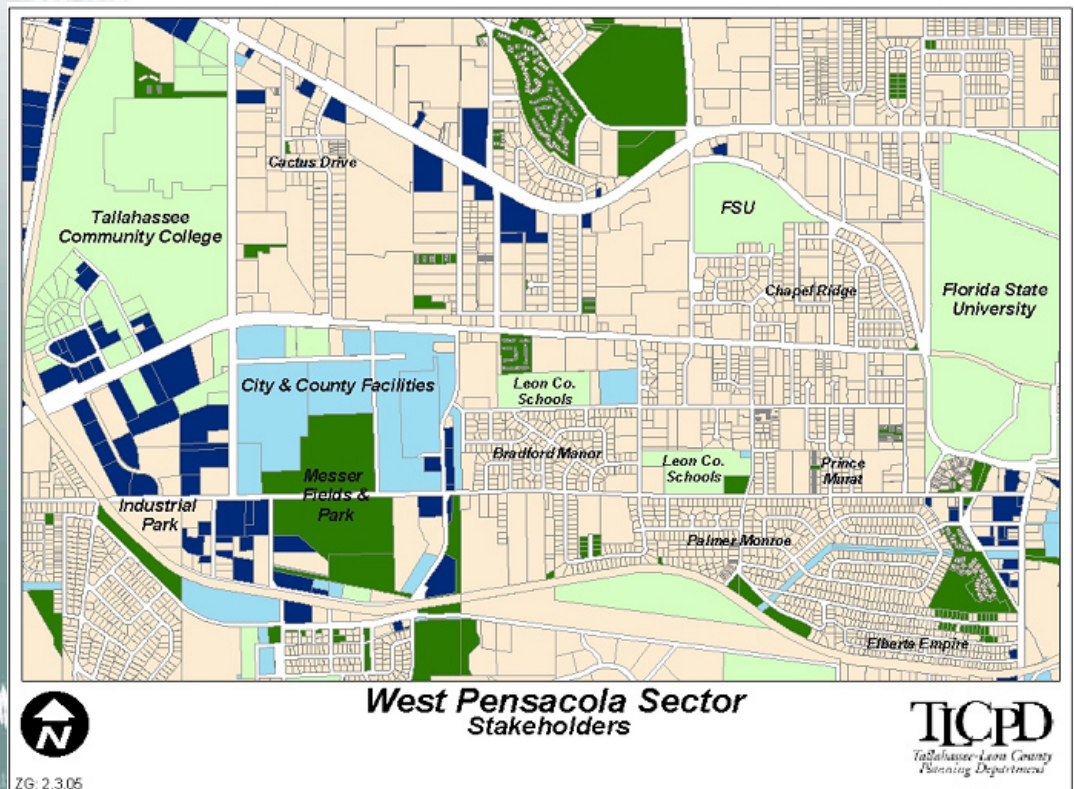 Cactus Drive
Tallahassee
Community College
FSU
Chapel Ridge
Florida State
University
City & County Facilities
Leon Co.
Schools
Bradford Manor
Leon Co.
Schools
Prince
Murat
Messer
Fields &
Park
Industrial
Park
Palmer Monroe
Elberta Empire
West Pensacola Sector
Stakeholders
N
TLCPD
Tallahassee-Leon County
Planning Department
ZG: 2.3.05